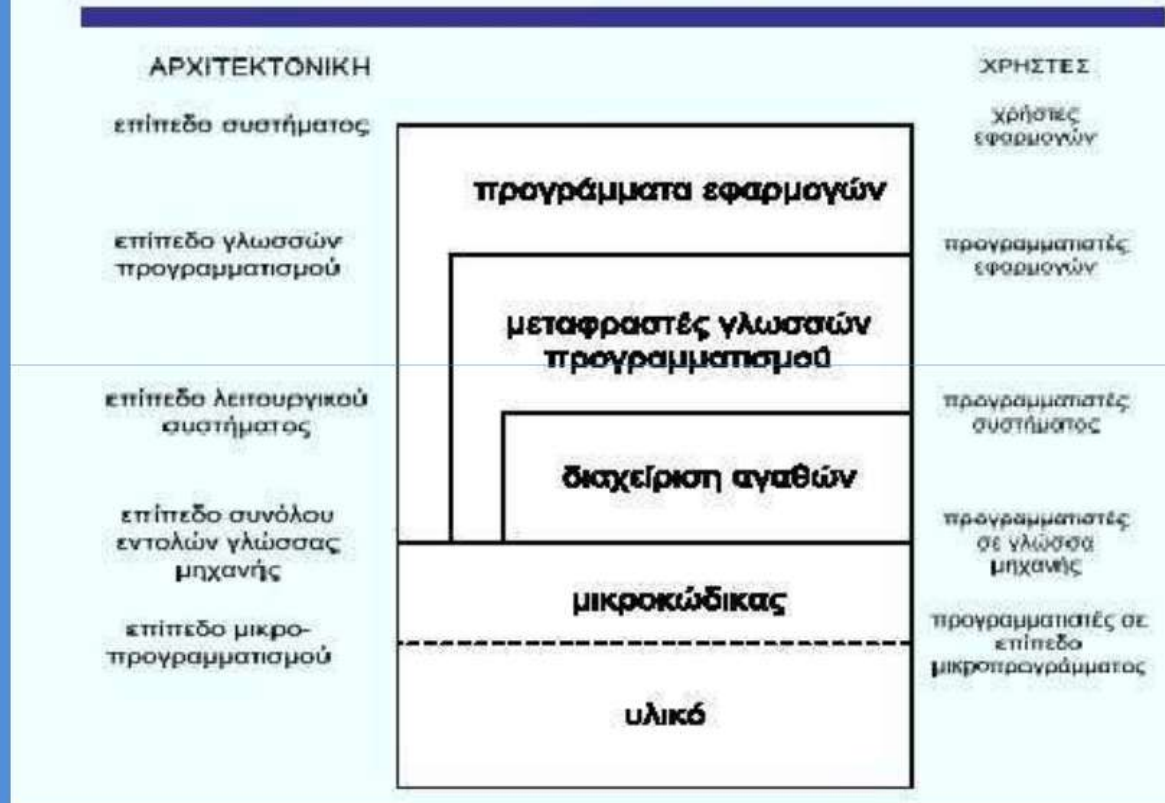 ΑΡΧΙΤΕΚΤΟΝΙΚΗ
ΧΡΗΣΤΕΣ
επίπεδο συστήματος
χρήστες
εφαρμογών
προγράμματα εφαρμογών
επίπεδο γλωσσών
προγραμματισμού
προγραμματιστές
εφαρμογών
μεταφραστές γλωσσών
προγραμματισμού
επίπεδο λειτουργικού
συστήματος
προγραμματιστές
συστήματος
διαχείριση αγαθών
επίπεδο συνόλου
εντολών γλώσσας
μηχανής
προγραμματιστές
σε γλώσσα
μηχανής
μικροκώδικας
επίπεδο μικρο-
προγραμματισμού
προγραμματιστές σε
επίπεδο
μικροπρογράμματος
υλικό